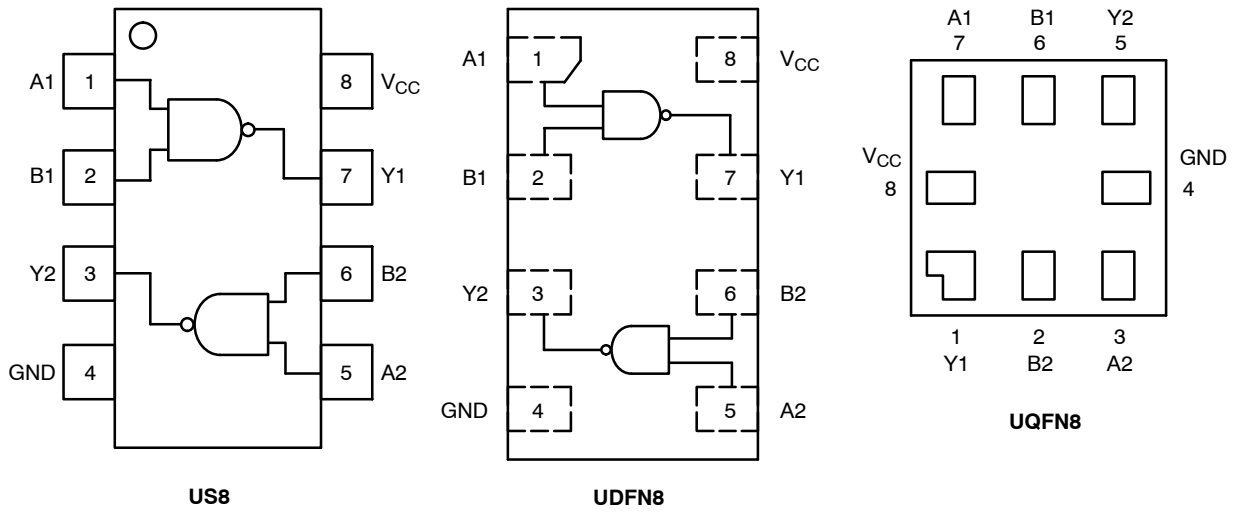 A1 1
B1 2
Y2 3
GND 4
8 VCC
7 Y1
6 B2
5 A2
US8
A1 1
B1 2
Y2 3
GND 4
8 VCC
7 Y1
6 B2
5 A2
UDFN8
A1 B1 Y2
7 6 5
VCC
8
GND
4
1 2 3
Y1 B2 A2
UQFN8